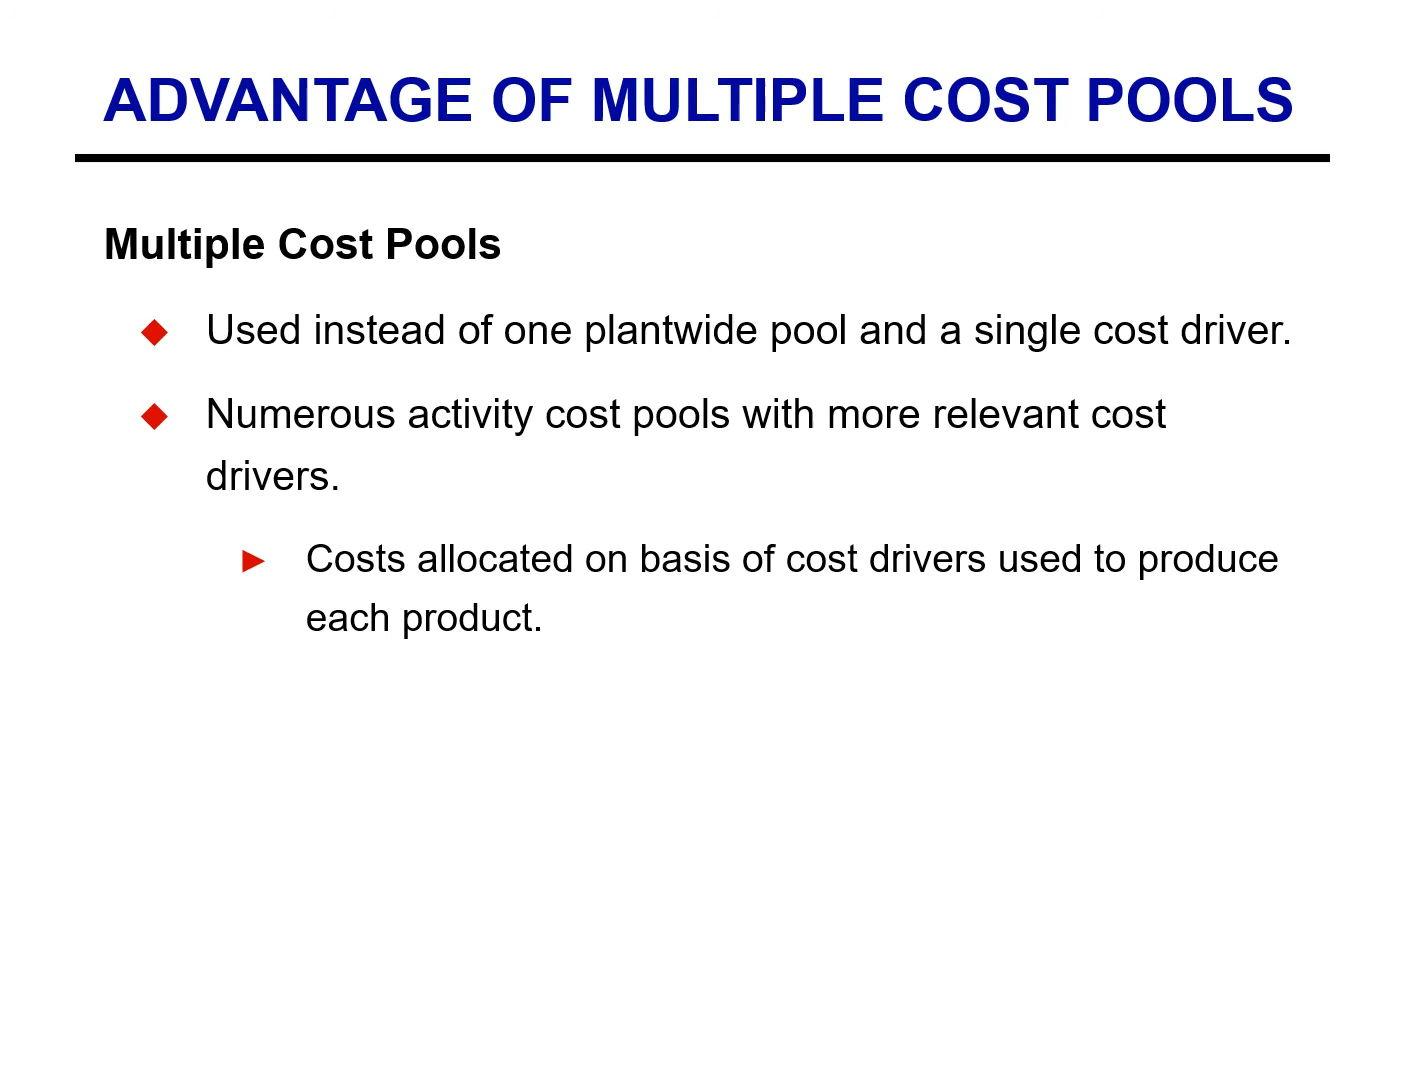 ADVANTAGE OF MULTIPLE COST POOLS
Multiple Cost Pools
Used instead of one plantwide pool and a single cost driver.
Numerous activity cost pools with more relevant cost
drivers.
Costs allocated on basis of cost drivers used to produce
each product.